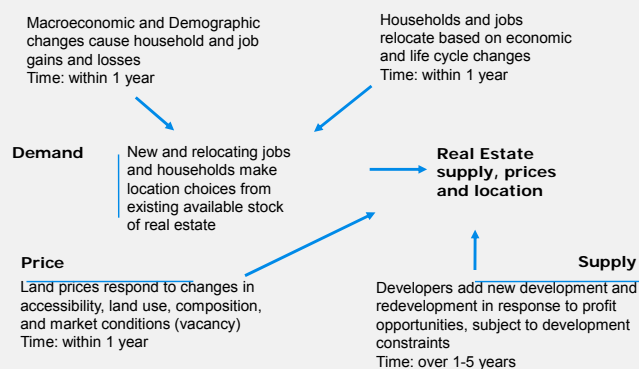 Macroeconomic and Demographic
changes cause household and job
gains and losses
Time: within 1 year
Households and jobs
relocate based on economic
and life cycle changes
Time: within 1 year
Demand
New and relocating jobs
and households make
location choices from
existing available stock
of real estate
Real Estate
supply, prices
and location
Price
Land prices respond to changes in
accessibility, land use, composition,
and market conditions (vacancy)
Time: within 1 year
Supply
Developers add new development and
redevelopment in response to profit
opportunities, subject to development
constraints
Time: over 1-5 years